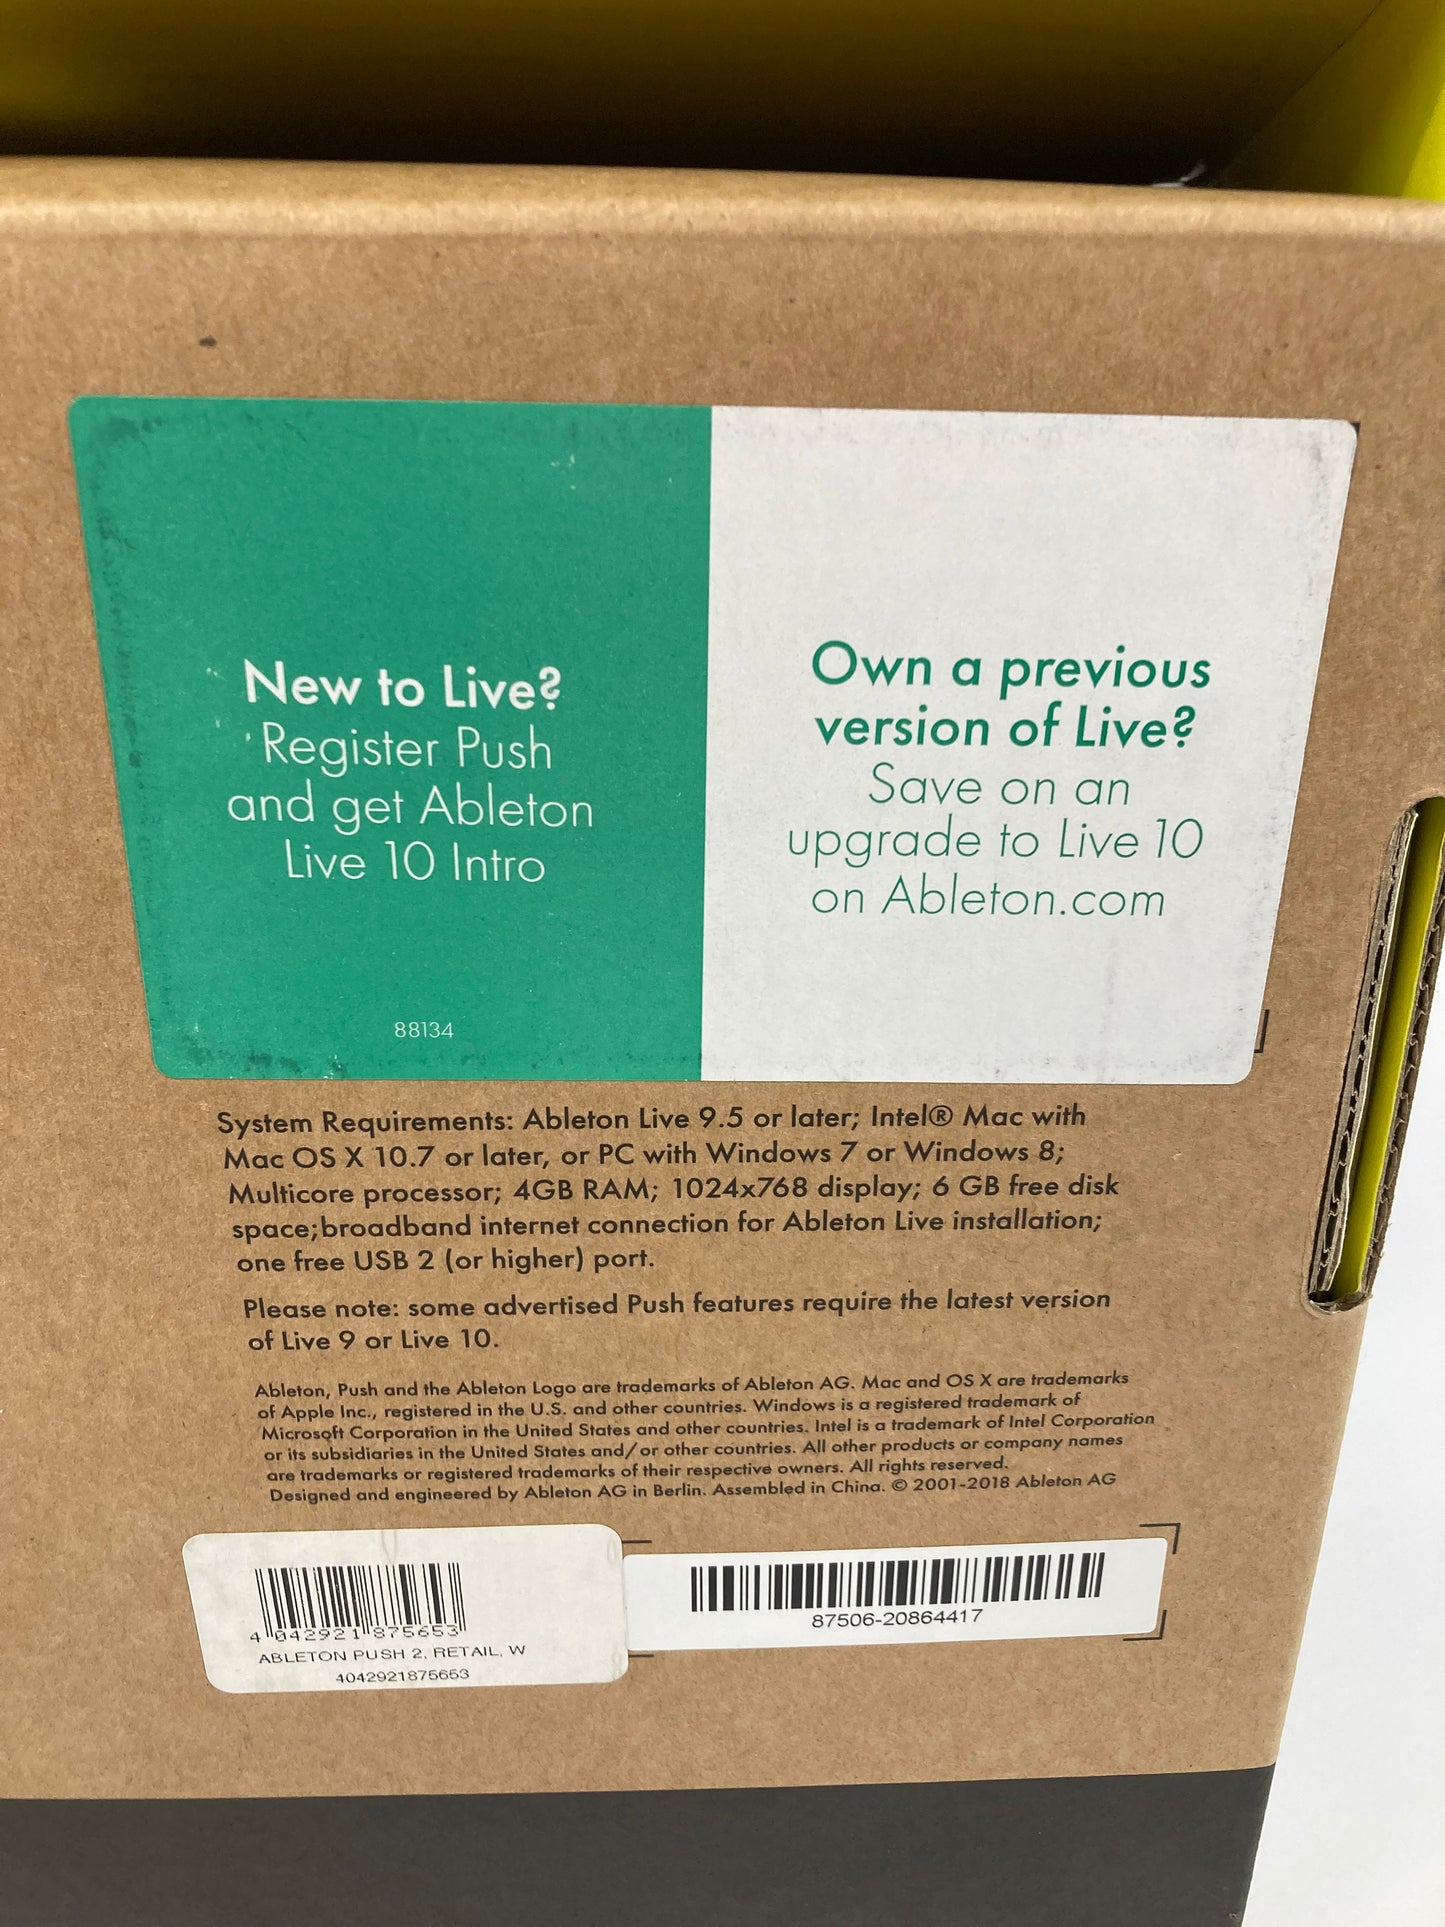 New to Live?
Register Push
and get Ableton
Live 10 Intro
88134
Own a previous
version of Live?
Save on an
upgrade to Live 10
on Ableton.com
System Requirements: Ableton Live 9.5 or later; Intel® Mac with
Mac OS X 10.7 or later, or PC with Windows 7 or Windows 8;
Multicore processor; 4GB RAM; 1024x768 display; 6 GB free disk
space;broadband internet connection for Ableton Live installation;
one free USB 2 (or higher) port.
Please note: some advertised Push features require the latest version
of Live 9 or Live 10.
Ableton, Push and the Ableton Logo are trademarks of Ableton AG. Mac and OS X are trademarks
of Apple Inc., registered in the U.S. and other countries. Windows is a registered trademark of
Microsoft Corporation in the United States and other countries. Intel is a trademark of Intel Corporation
or its subsidiaries in the United States and/or other countries. All other products or company names
are trademarks or registered trademarks of their respective owners. All rights reserved.
Designed and engineered by Ableton AG in Berlin. Assembled in China. © 2001-2018 Ableton AG
4 042921 875653
ABLETON PUSH 2, RETAIL, W
4042921875653
87506-20864417